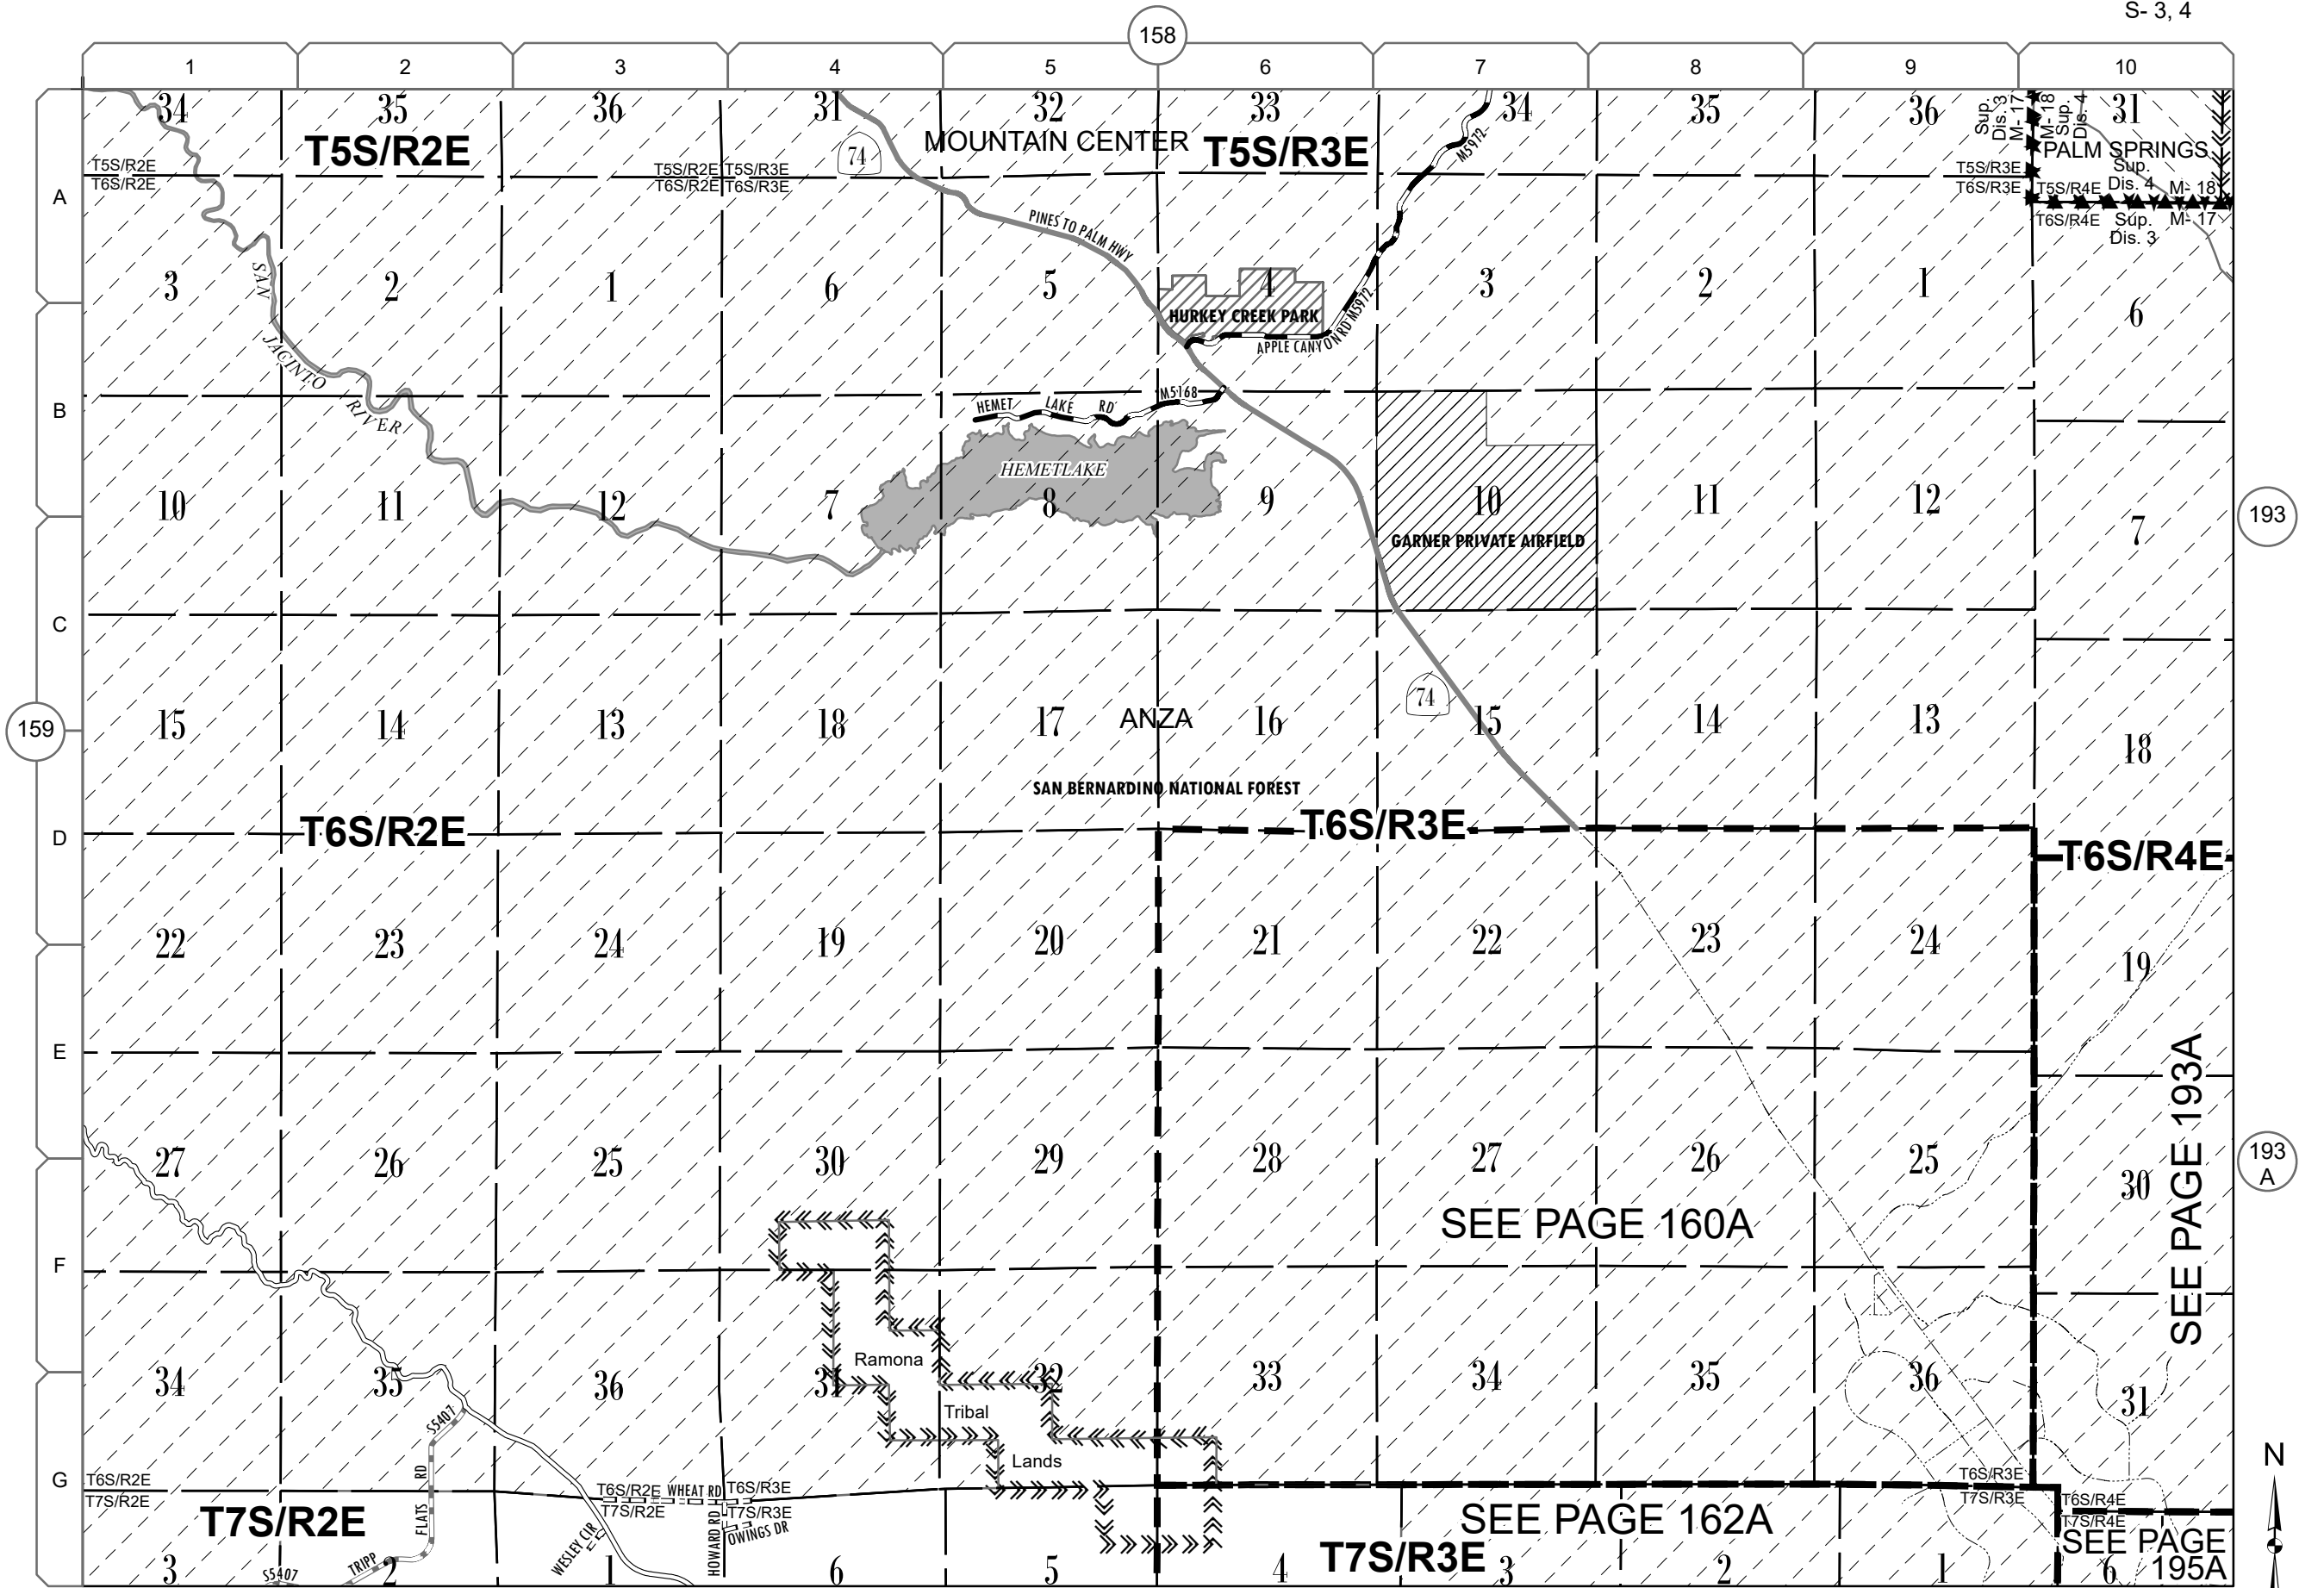 S- 3, 4
158
1 2 3 4 5 6 7 8 9 10
34 35 36 31 32 33 34 35 36 31
T5S/R2E
MOUNTAIN CENTER
T5S/R3E
74
M5972
Sup.
Dis. 3
M- 17
M- 18
Sup.
Dis. 4
PALM SPRINGS
T5S/R2E
T6S/R2E
T5S/R2E T5S/R3E
T6S/R2E T6S/R3E
T5S/R3E
T6S/R3E
Sup.
Dis. 4
T5S/R4E
M- 18
T6S/R4E
Sup.
Dis. 3
M- 17
A
PINES TO PALM HWY
3 2 1 6 5 4 3 2 1 6
SAN
JACINTO
RIVER
HURKEY CREEK PARK
APPLE CANYON RD M5972
B
HEMET LAKE RD
M5168
HEMETLAKE
10 11 12 7 8 9 10 11 12 7
193
GARNER PRIVATE AIRFIELD
C
74
159
15 14 13 18 17 16 15 14 13 18
ANZA
SAN BERNARDINO NATIONAL FOREST
D
T6S/R2E
T6S/R3E
T6S/R4E
22 23 24 19 20 21 22 23 24 19
E
SEE PAGE 193A
27 26 25 30 29 28 27 26 25 30
193
A
SEE PAGE 160A
F
Ramona
34 35 36 31 32 33 34 35 36 31
Tribal
S5407
Lands
N
G
T6S/R2E
T7S/R2E
FLATS RD
T6S/R2E
T7S/R2E
WHEAT RD
T6S/R3E
T7S/R3E
T6S/R3E
T7S/R3E
T6S/R4E
T7S/R4E
T7S/R2E
WESLEY CIR
HOWARD RD
OWINGS DR
SEE PAGE 162A
SEE PAGE
195A
T7S/R3E
TRIPP
S5407
3 2 1 6 5 4 3 2 1 6